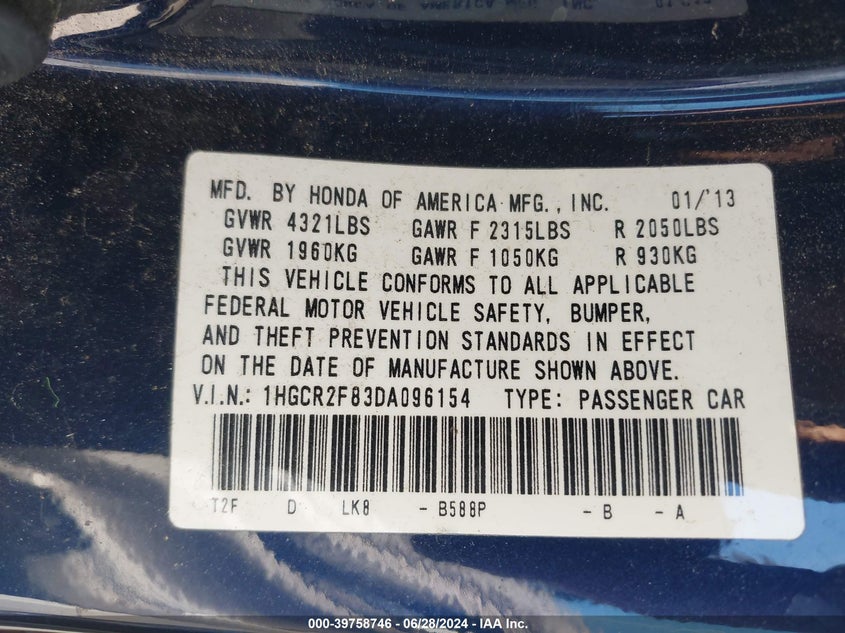 MFD. BY HONDA OF AMERICA MFG., INC. 01/'13
GVWR 4321LBS GAWR F 2315LBS R 2050LBS
GVWR 1960KG GAWR F 1050KG R 930KG
THIS VEHICLE CONFORMS TO ALL APPLICABLE
FEDERAL MOTOR VEHICLE SAFETY, BUMPER,
AND THEFT PREVENTION STANDARDS IN EFFECT
ON THE DATE OF MANUFACTURE SHOWN ABOVE.
V.I.N.: 1HGCR2F83DA096154 TYPE: PASSENGER CAR
T2F D LK8 - B588P - B - A
000-39758746 - 06/28/2024 - IAA Inc.